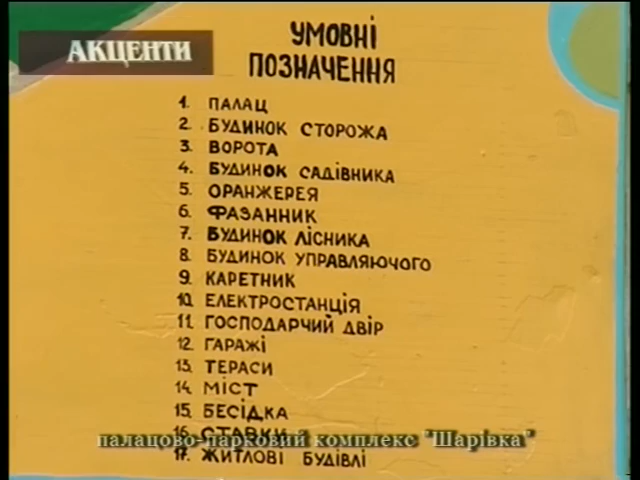 АКЦЕНТИ
УМОВНІ
ПОЗНАЧЕННЯ
1. ПАЛАЦ
2. БУДИНОК СТОРОЖА
3. ВОРОТА
4. БУДИНОК САДІВНИКА
5. ОРАНЖЕРЕЯ
6. ФАЗАННИК
7. БУДИНОК ЛІСНИКА
8. БУДИНОК УПРАВЛЯЮЧОГО
9. КАРЕТНИК
10. ЕЛЕКТРОСТАНЦІЯ
11. ГОСПОДАРЧИЙ ДВІР
12. ГАРАЖІ
13. ТЕРАСИ
14. МІСТ
15. БЕСІДКА
16. СТАВКИ
палацово-парковий комплекс "Шарівка"
17. ЖИТЛОВІ БУДІВЛІ